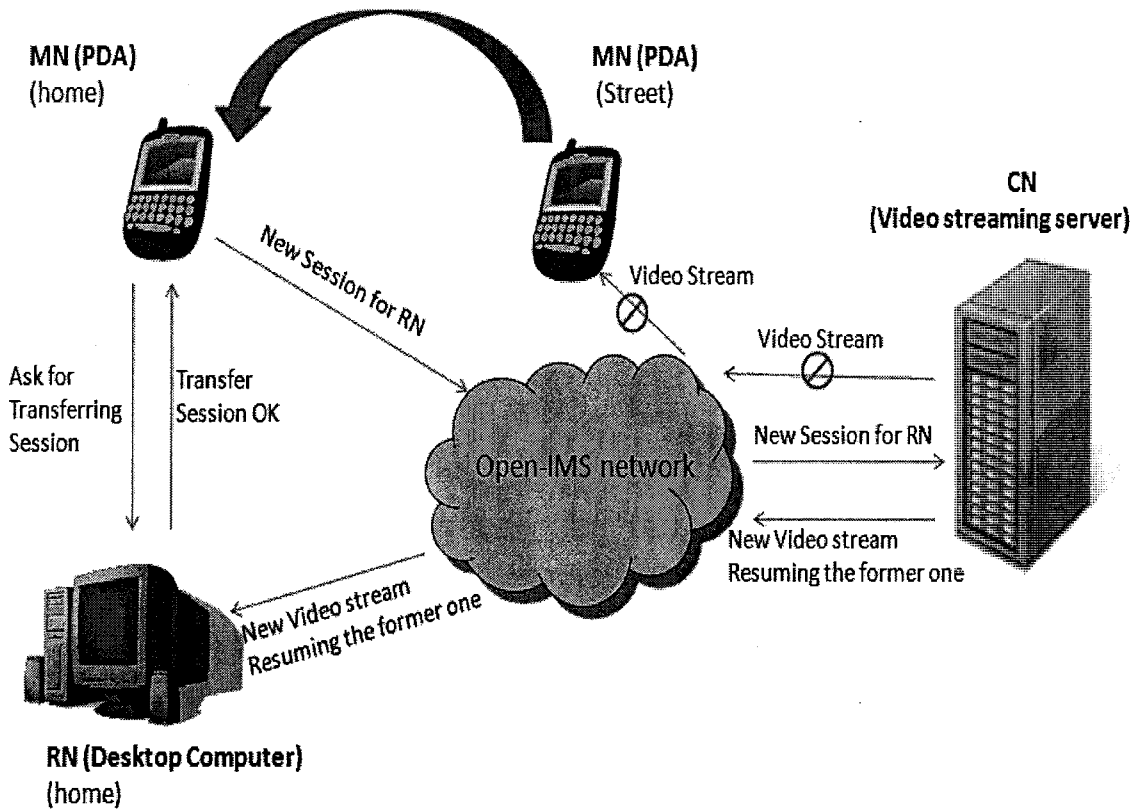 MN (PDA)
(home)
MN (PDA)
(Street)
CN
(Video streaming server)
New Session for RN
Video Stream
Video Stream
Ask for
Transferring
Session
Transfer
Session OK
Open-IMS network
New Session for RN
New Video stream
Resuming the former one
New Video stream
Resuming the former one
RN (Desktop Computer)
(home)